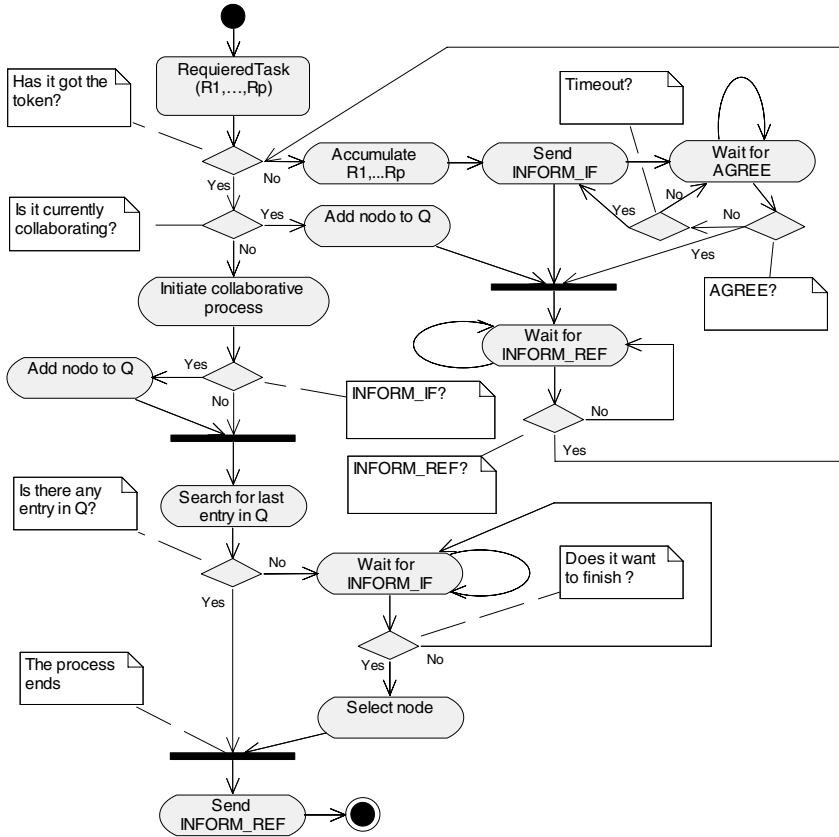 RequieredTask
(R1,...,Rp)
Has it got the
token?
Timeout?
Accumulate
R1,...Rp
Send
INFORM_IF
Wait for
AGREE
Yes
No
Is it currently
collaborating?
Yes
No
Add nodo to Q
Yes
No
No
Yes
AGREE?
Initiate collaborative
process
Wait for
INFORM_REF
Add nodo to Q
Yes
No
INFORM_IF?
No
Yes
INFORM_REF?
Is there any
entry in Q?
Search for last
entry in Q
No
Yes
Wait for
INFORM_IF
Does it want
to finish ?
Yes
No
The process
ends
Select node
Send
INFORM_REF